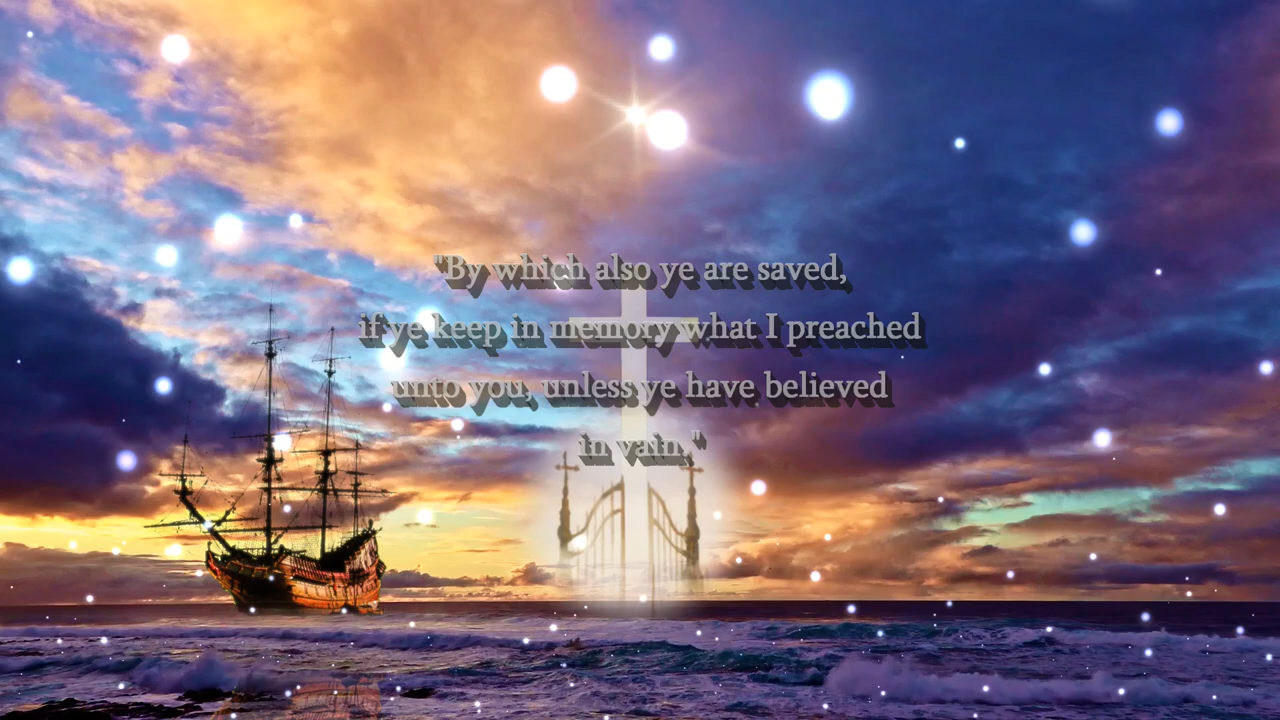 "By which also ye are saved,
if ye keep in memory what I preached
unto you, unless ye have believed
in vain."